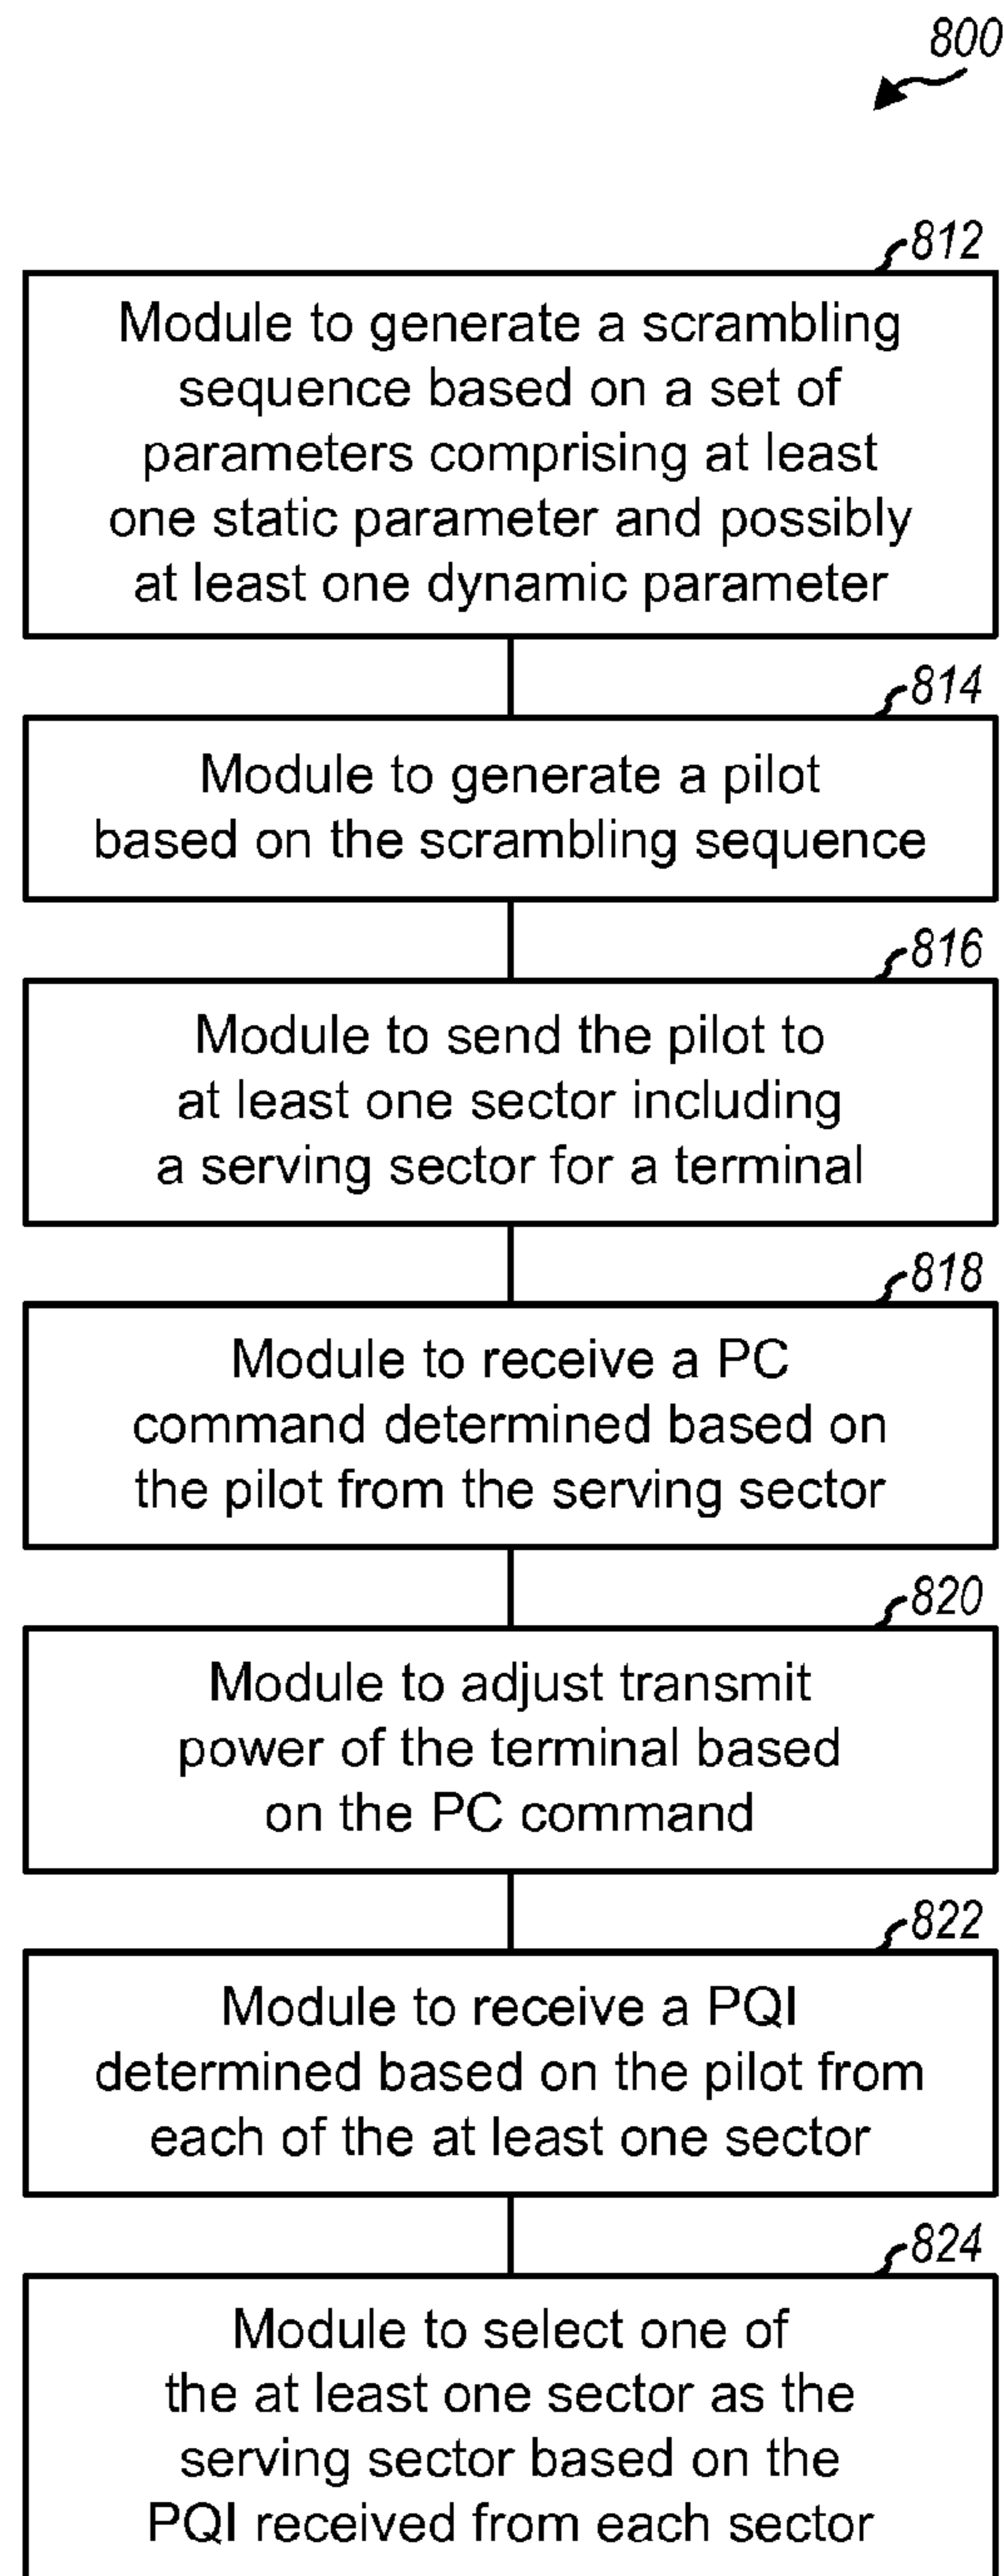 800
812
Module to generate a scrambling
sequence based on a set of
parameters comprising at least
one static parameter and possibly
at least one dynamic parameter
814
Module to generate a pilot
based on the scrambling sequence
816
Module to send the pilot to
at least one sector including
a serving sector for a terminal
818
Module to receive a PC
command determined based on
the pilot from the serving sector
820
Module to adjust transmit
power of the terminal based
on the PC command
822
Module to receive a PQI
determined based on the pilot from
each of the at least one sector
824
Module to select one of
the at least one sector as the
serving sector based on the
PQI received from each sector